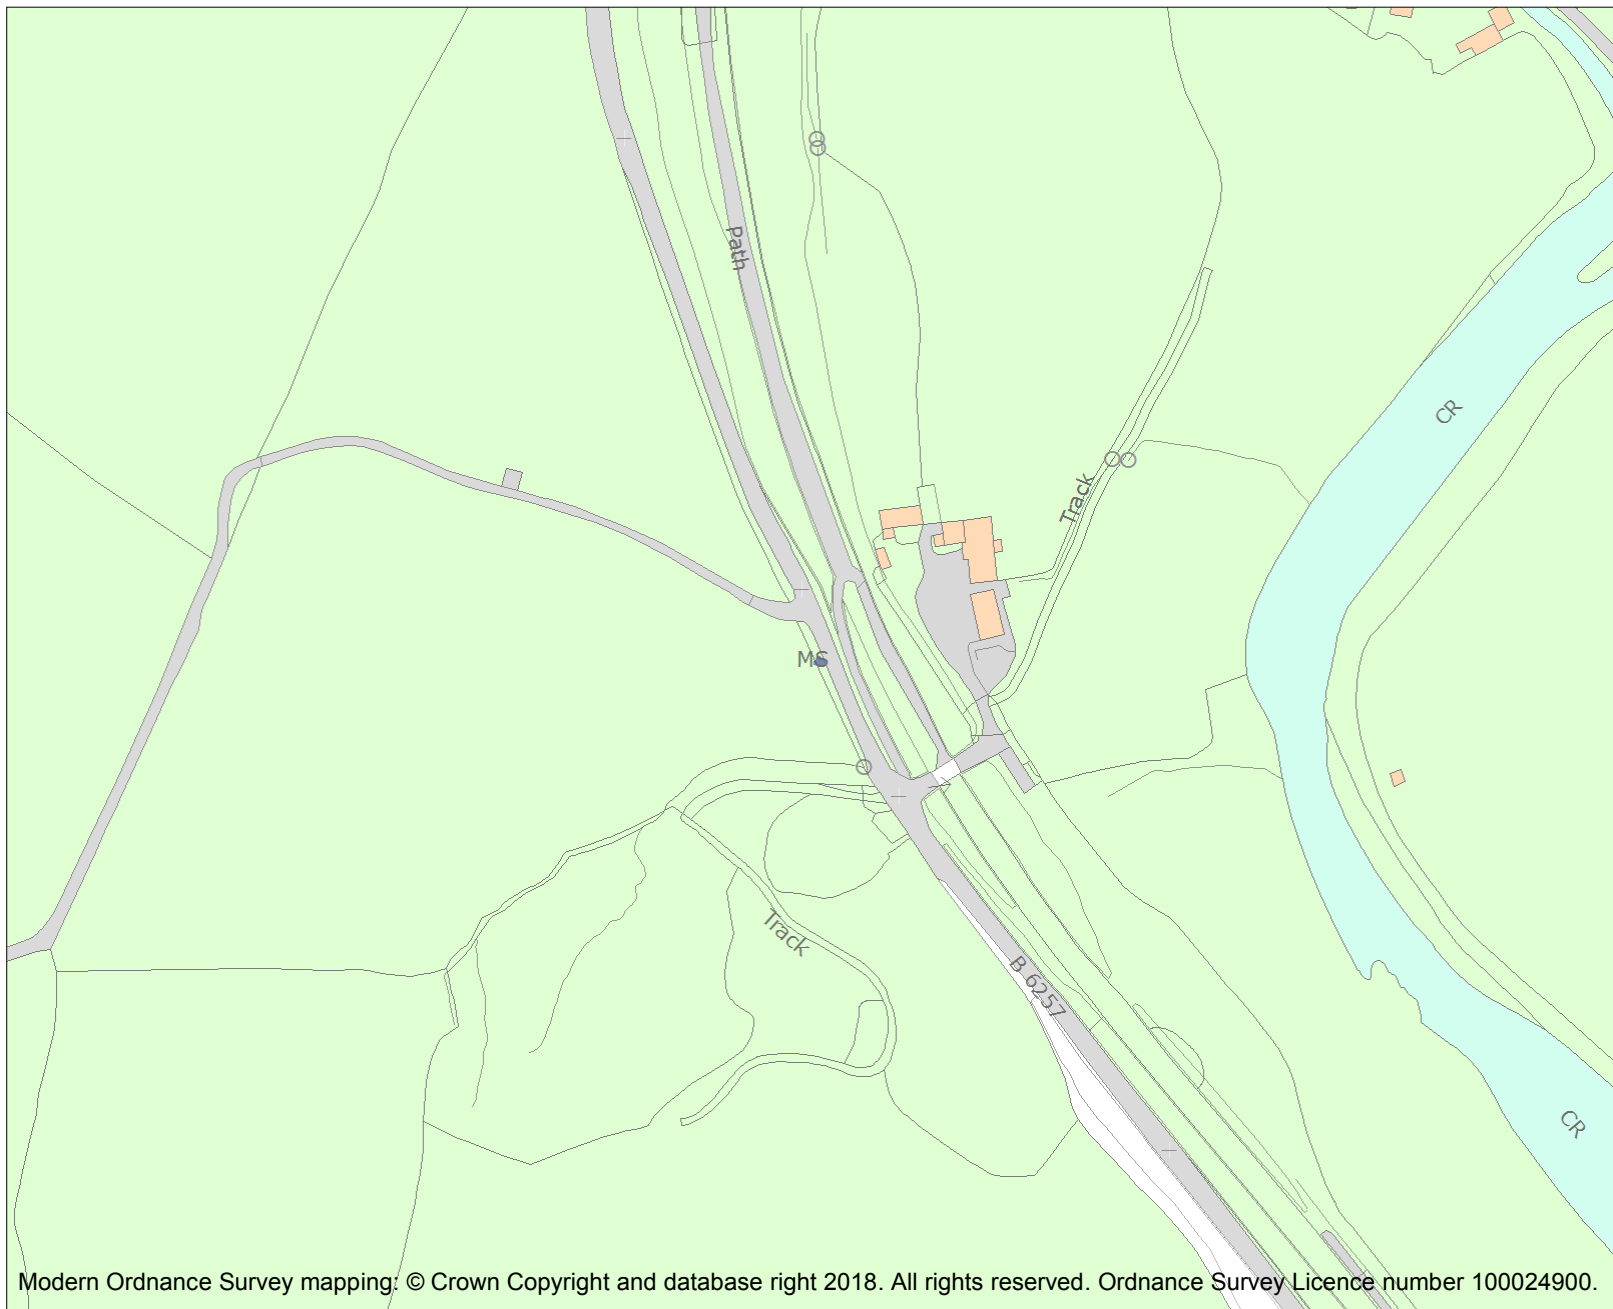 Path
CR
Track
MS
Track
B 6257
CR
Modern Ordnance Survey mapping: © Crown Copyright and database right 2018. All rights reserved. Ordnance Survey Licence number 100024900.